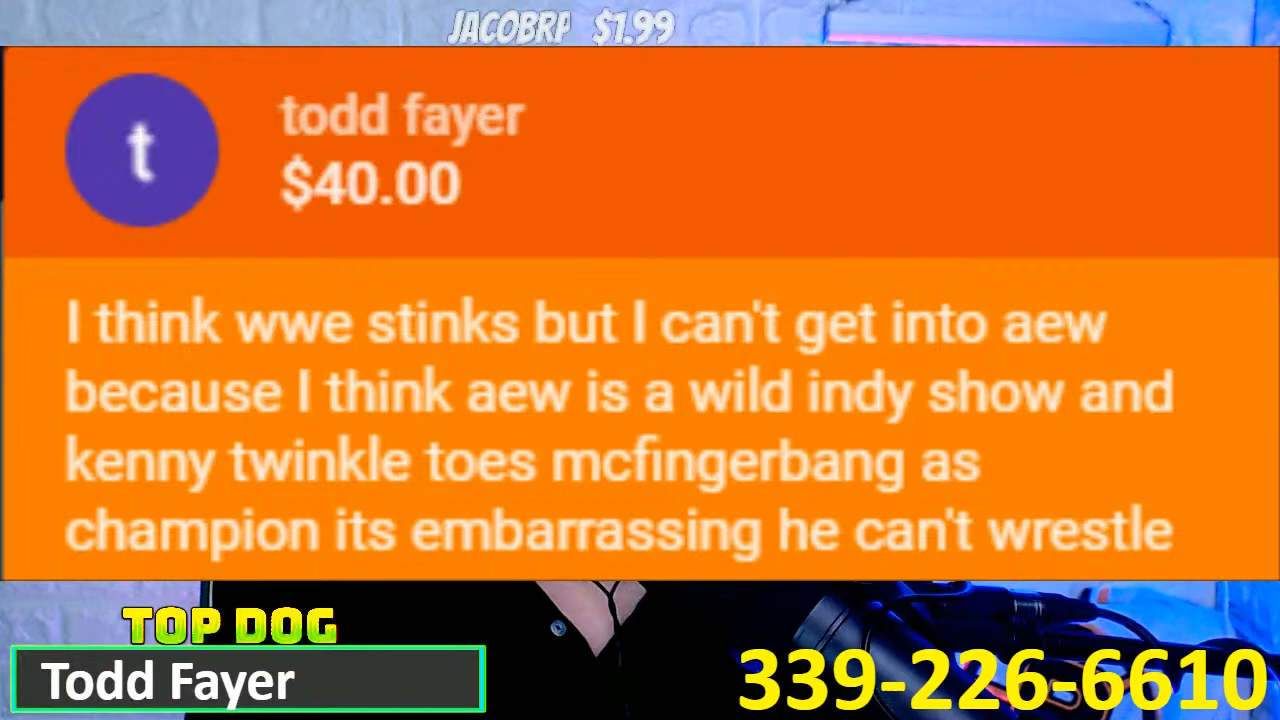 JACOBRP $1.99
t
todd fayer
$40.00
I think wwe stinks but I can't get into aew
because I think aew is a wild indy show and
kenny twinkle toes mcfingerbang as
champion its embarrassing he can't wrestle
TOP DOG
Todd Fayer
339-226-6610